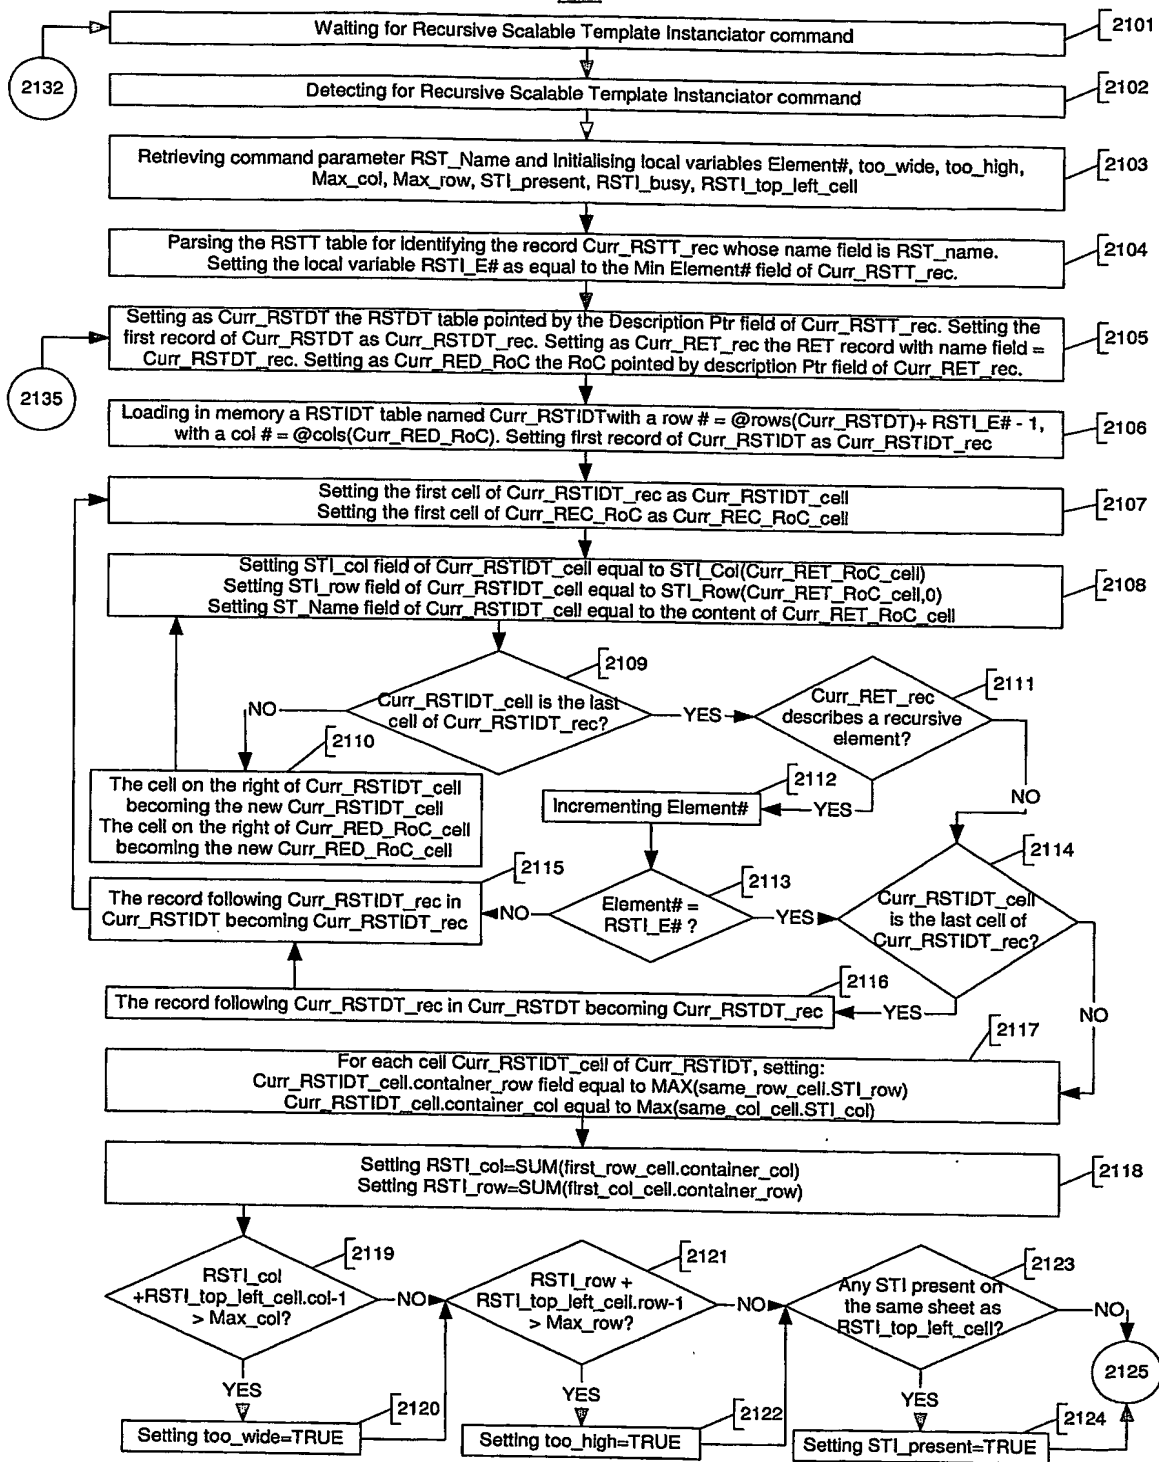 Waiting for Recursive Scalable Template Instanciator command
2101
2132
Detecting for Recursive Scalable Template Instanciator command
2102
Retrieving command parameter RST_Name and Initialising local variables Element#, too_wide, too_high,
Max_col, Max_row, STI_present, RSTI_busy, RSTI_top_left_cell
2103
Parsing the RSTT table for identifying the record Curr_RSTT_rec whose name field is RST_name.
Setting the local variable RSTI_E# as equal to the Min Element# field of Curr_RSTT_rec.
2104
Setting as Curr_RSTDT the RSTDT table pointed by the Description Ptr field of Curr_RSTT_rec. Setting the
first record of Curr_RSTDT as Curr_RSTDT_rec. Setting as Curr_RET_rec the RET record with name field =
Curr_RSTDT_rec. Setting as Curr_RED_RoC the RoC pointed by description Ptr field of Curr_RET_rec.
2105
2135
Loading in memory a RSTIDT table named Curr_RSTIDTwith a row # = @rows(Curr_RSTDT)+ RSTI_E# - 1,
with a col # = @cols(Curr_RED_RoC). Setting first record of Curr_RSTIDT as Curr_RSTIDT_rec
2106
Setting the first cell of Curr_RSTIDT_rec as Curr_RSTIDT_cell
Setting the first cell of Curr_REC_RoC as Curr_REC_RoC_cell
2107
Setting STI_col field of Curr_RSTIDT_cell equal to STI_Col(Curr_RET_RoC_cell)
Setting STI_row field of Curr_RSTIDT_cell equal to STI_Row(Curr_RET_RoC_cell,0)
Setting ST_Name field of Curr_RSTIDT_cell equal to the content of Curr_RET_RoC_cell
2108
2109
Curr_RSTIDT_cell is the last
cell of Curr_RSTIDT_rec?
NO
YES
2111
Curr_RET_rec
describes a recursive
element?
2110
The cell on the right of Curr_RSTIDT_cell
becoming the new Curr_RSTIDT_cell
The cell on the right of Curr_RED_RoC_cell
becoming the new Curr_RED_RoC_cell
2112
Incrementing Element#
YES
NO
2115
The record following Curr_RSTIDT_rec in
Curr_RSTIDT becoming Curr_RSTIDT_rec
NO
2113
Element# =
RSTI_E# ?
YES
2114
Curr_RSTIDT_cell
is the last cell of
Curr_RSTIDT_rec?
2116
The record following Curr_RSTDT_rec in Curr_RSTDT becoming Curr_RSTDT_rec
YES
NO
2117
For each cell Curr_RSTIDT_cell of Curr_RSTIDT, setting:
Curr_RSTIDT_cell.container_row field equal to MAX(same_row_cell.STI_row)
Curr_RSTIDT_cell.container_col equal to Max(same_col_cell.STI_col)
Setting RSTI_col=SUM(first_row_cell.container_col)
Setting RSTI_row=SUM(first_col_cell.container_row)
2118
2119
RSTI_col
+RSTI_top_left_cell.col-1
> Max_col?
NO
2121
RSTI_row +
RSTI_top_left_cell.row-1
> Max_row?
NO
2123
Any STI present on
the same sheet as
RSTI_top_left_cell?
NO
2125
YES
2120
Setting too_wide=TRUE
YES
2122
Setting too_high=TRUE
YES
2124
Setting STI_present=TRUE